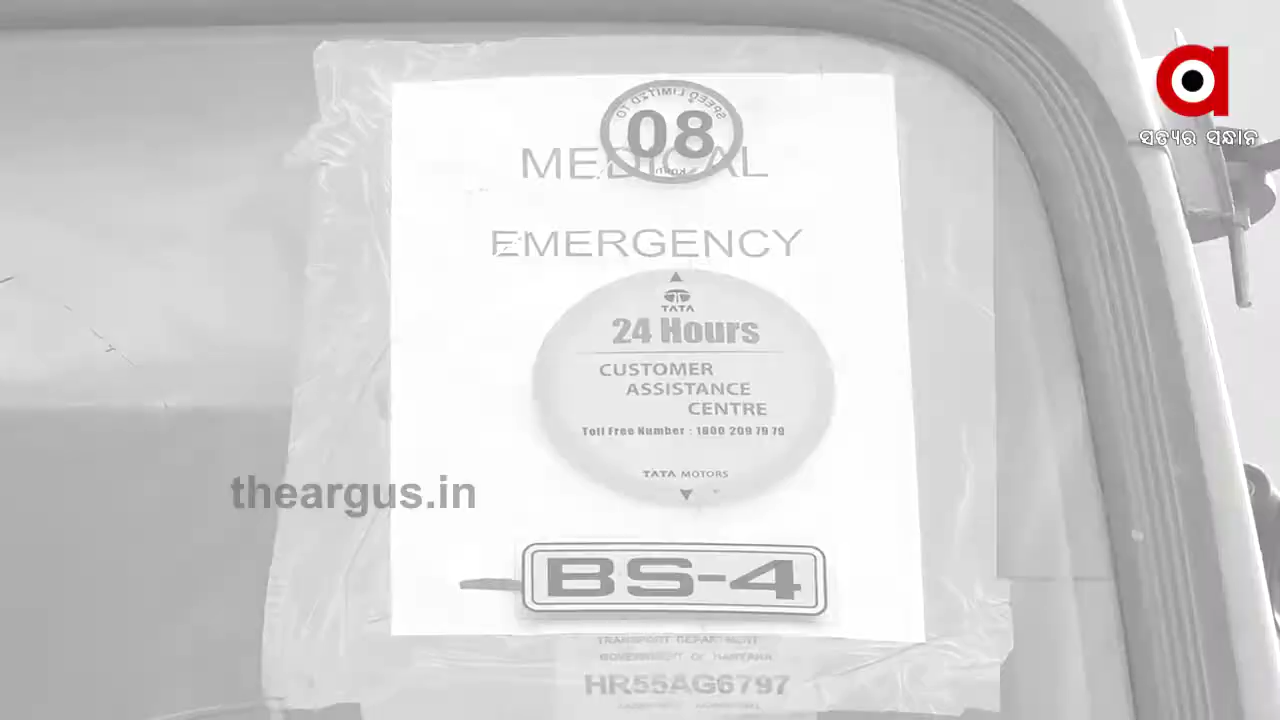 ସତ୍ୟର ସନ୍ଧାନ
SPEED LIMITED TO
08
MEDICAL
EMERGENCY
TATA
24 Hours
CUSTOMER
ASSISTANCE
CENTRE
Toll Free Number : 1800 209 79 79
TATA MOTORS
theargus.in
BS-4
TRANSPORT DEPARTMENT
GOVERNMENT OF HARYANA
HR55AG6797